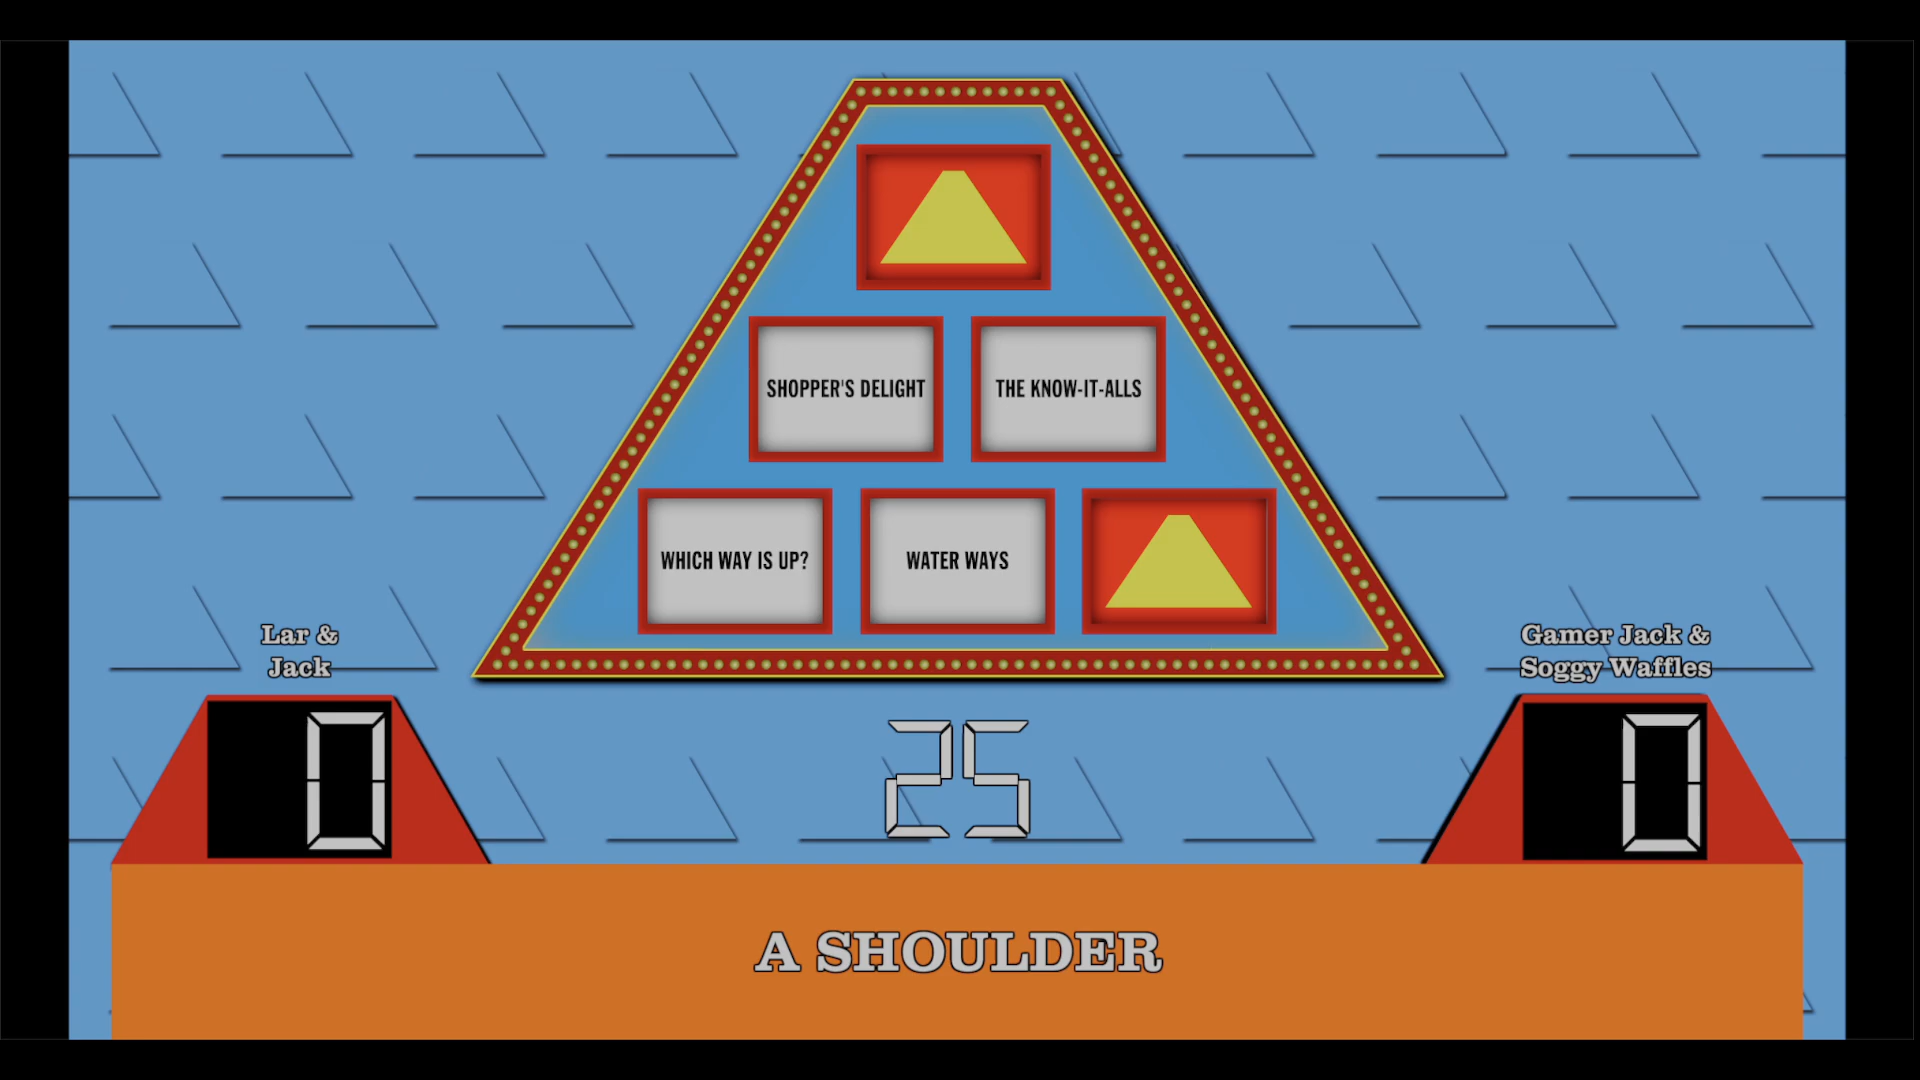 SHOPPER'S DELIGHT
THE KNOW-IT-ALLS
WHICH WAY IS UP?
WATER WAYS
Lar &
Jack
0
25
Gamer Jack &
Soggy Waffles
0
A SHOULDER